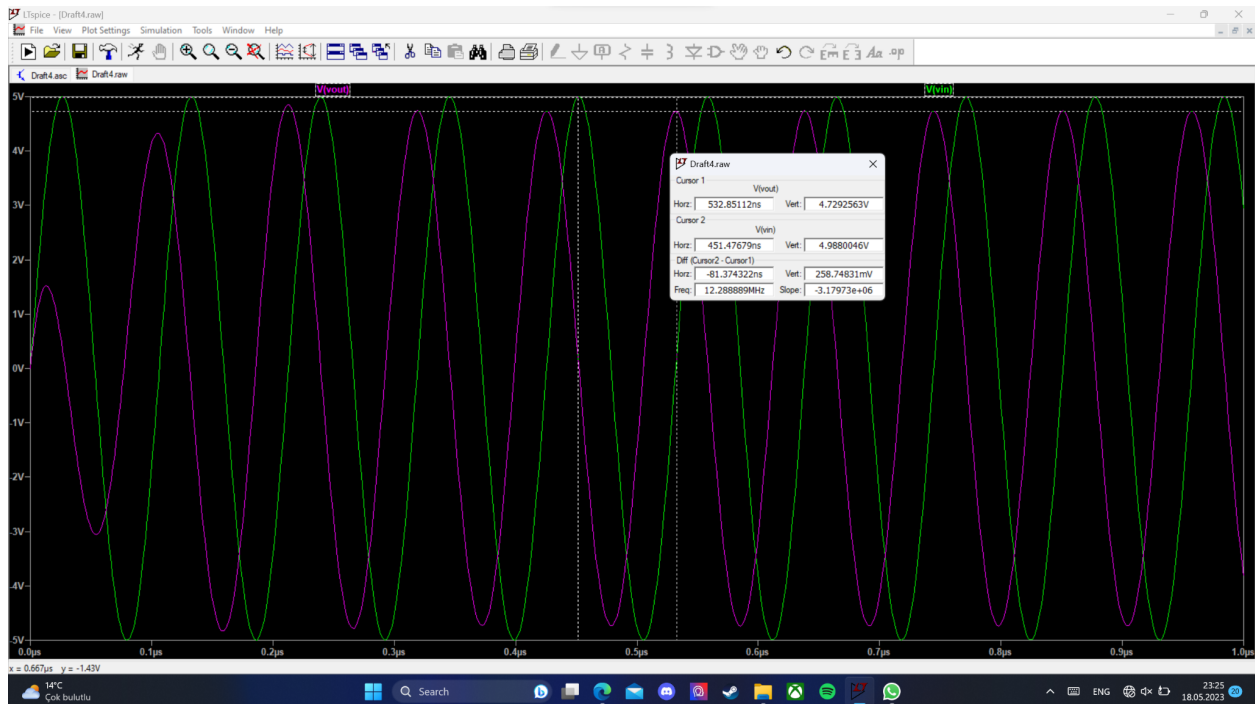 LTspice - [Draft4.raw]
File View Plot Settings Simulation Tools Window Help
Aa .op
Draft4.asc Draft4.raw
V(vout) V(vin)
5V
4V
3V
2V
1V
0V
-1V
-2V
-3V
-4V
-5V
0.0µs 0.1µs 0.2µs 0.3µs 0.4µs 0.5µs 0.6µs 0.7µs 0.8µs 0.9µs 1.0µs
Draft4.raw
Cursor 1
V(vout)
Horz: 532.85112ns Vert: 4.7292563V
Cursor 2
V(vin)
Horz: 451.47679ns Vert: 4.9880046V
Diff (Cursor2 - Cursor1)
Horz: -81.374322ns Vert: 258.74831mV
Freq: 12.288889MHz Slope: -3.17973e+06
x = 0.667µs y = -1.43V
14°C
Çok bulutlu
Search
ENG
23:25
18.05.2023
20